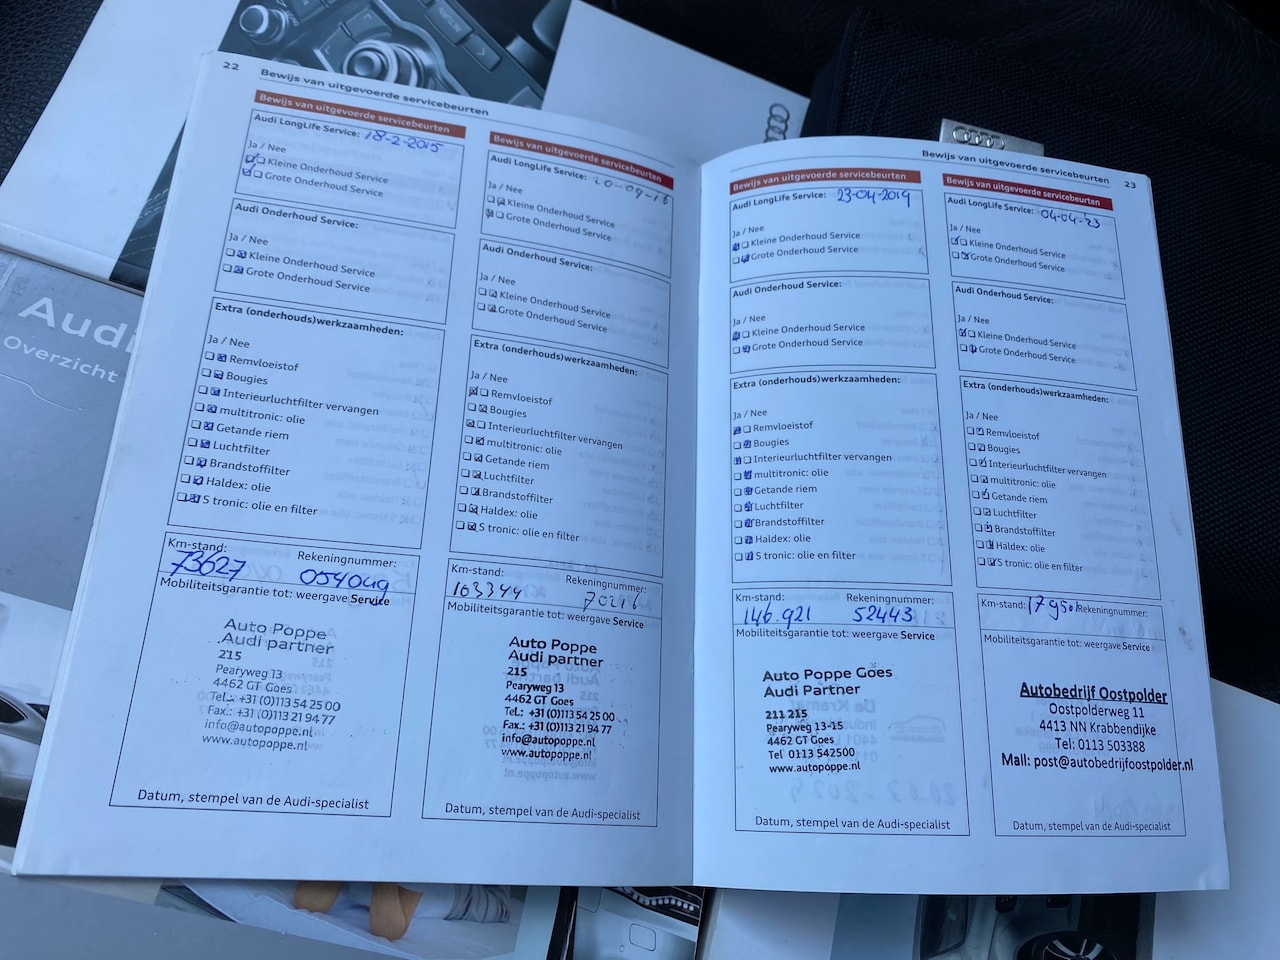 Audi
Overzicht
22
Bewijs van uitgevoerde servicebeurten
Bewijs van uitgevoerde servicebeurten
Audi LongLife Service: 18-2-2015
Ja / Nee
Kleine Onderhoud Service
Grote Onderhoud Service
Audi Onderhoud Service:
Ja / Nee
Kleine Onderhoud Service
Grote Onderhoud Service
Extra (onderhouds)werkzaamheden:
Ja / Nee
Remvloeistof
Bougies
Interieurluchtfilter vervangen
multitronic: olie
Getande riem
Luchtfilter
Brandstoffilter
Haldex: olie
S tronic: olie en filter
Km-stand: Rekeningnummer:
73627
Mobiliteitsgarantie tot: weergave Service
Auto Poppe
Audi partner
215
Pearyweg 13
4462 GT Goes
Tel.: +31 (0)113 54 25 00
Fax.: +31 (0)113 21 94 77
info@autopoppe.nl
www.autopoppe.nl
Datum, stempel van de Audi-specialist
Bewijs van uitgevoerde servicebeurten
Audi LongLife Service:
Ja / Nee
Kleine Onderhoud Service
Grote Onderhoud Service
Audi Onderhoud Service:
Ja / Nee
Kleine Onderhoud Service
Grote Onderhoud Service
Extra (onderhouds)werkzaamheden:
Ja / Nee
Remvloeistof
Bougies
Interieurluchtfilter vervangen
multitronic: olie
Getande riem
Luchtfilter
Brandstoffilter
Haldex: olie
S tronic: olie en filter
Km-stand: Rekeningnummer:
Mobiliteitsgarantie tot: weergave Service
Auto Poppe
Audi partner
215
Pearyweg 13
4462 GT Goes
Tel.: +31 (0)113 54 25 00
Fax.: +31 (0)113 21 94 77
info@autopoppe.nl
www.autopoppe.nl
Datum, stempel van de Audi-specialist
Bewijs van uitgevoerde servicebeurten 23
Bewijs van uitgevoerde servicebeurten
Audi LongLife Service: 23-04-2019
Ja / Nee
Kleine Onderhoud Service
Grote Onderhoud Service
Audi Onderhoud Service:
Ja / Nee
Kleine Onderhoud Service
Grote Onderhoud Service
Extra (onderhouds)werkzaamheden:
Ja / Nee
Remvloeistof
Bougies
Interieurluchtfilter vervangen
multitronic: olie
Getande riem
Luchtfilter
Brandstoffilter
Haldex: olie
S tronic: olie en filter
Km-stand: Rekeningnummer:
146.921 52443
Mobiliteitsgarantie tot: weergave Service
Auto Poppe Goes
Audi Partner
211 215
Pearyweg 13-15
4462 GT Goes
Tel 0113 542500
www.autopoppe.nl
Datum, stempel van de Audi-specialist
Bewijs van uitgevoerde servicebeurten
Audi LongLife Service: 04-04-23
Ja / Nee
Kleine Onderhoud Service
Grote Onderhoud Service
Audi Onderhoud Service:
Ja / Nee
Kleine Onderhoud Service
Grote Onderhoud Service
Extra (onderhouds)werkzaamheden:
Ja / Nee
Remvloeistof
Bougies
Interieurluchtfilter vervangen
multitronic: olie
Getande riem
Luchtfilter
Brandstoffilter
Haldex: olie
S tronic: olie en filter
Km-stand: Rekeningnummer:
Mobiliteitsgarantie tot: weergave Service
Autobedrijf Oostpolder
Oostpolderweg 11
4413 NN Krabbendijke
Tel: 0113 503388
Mail: post@autobedrijfoostpolder.nl
Datum, stempel van de Audi-specialist